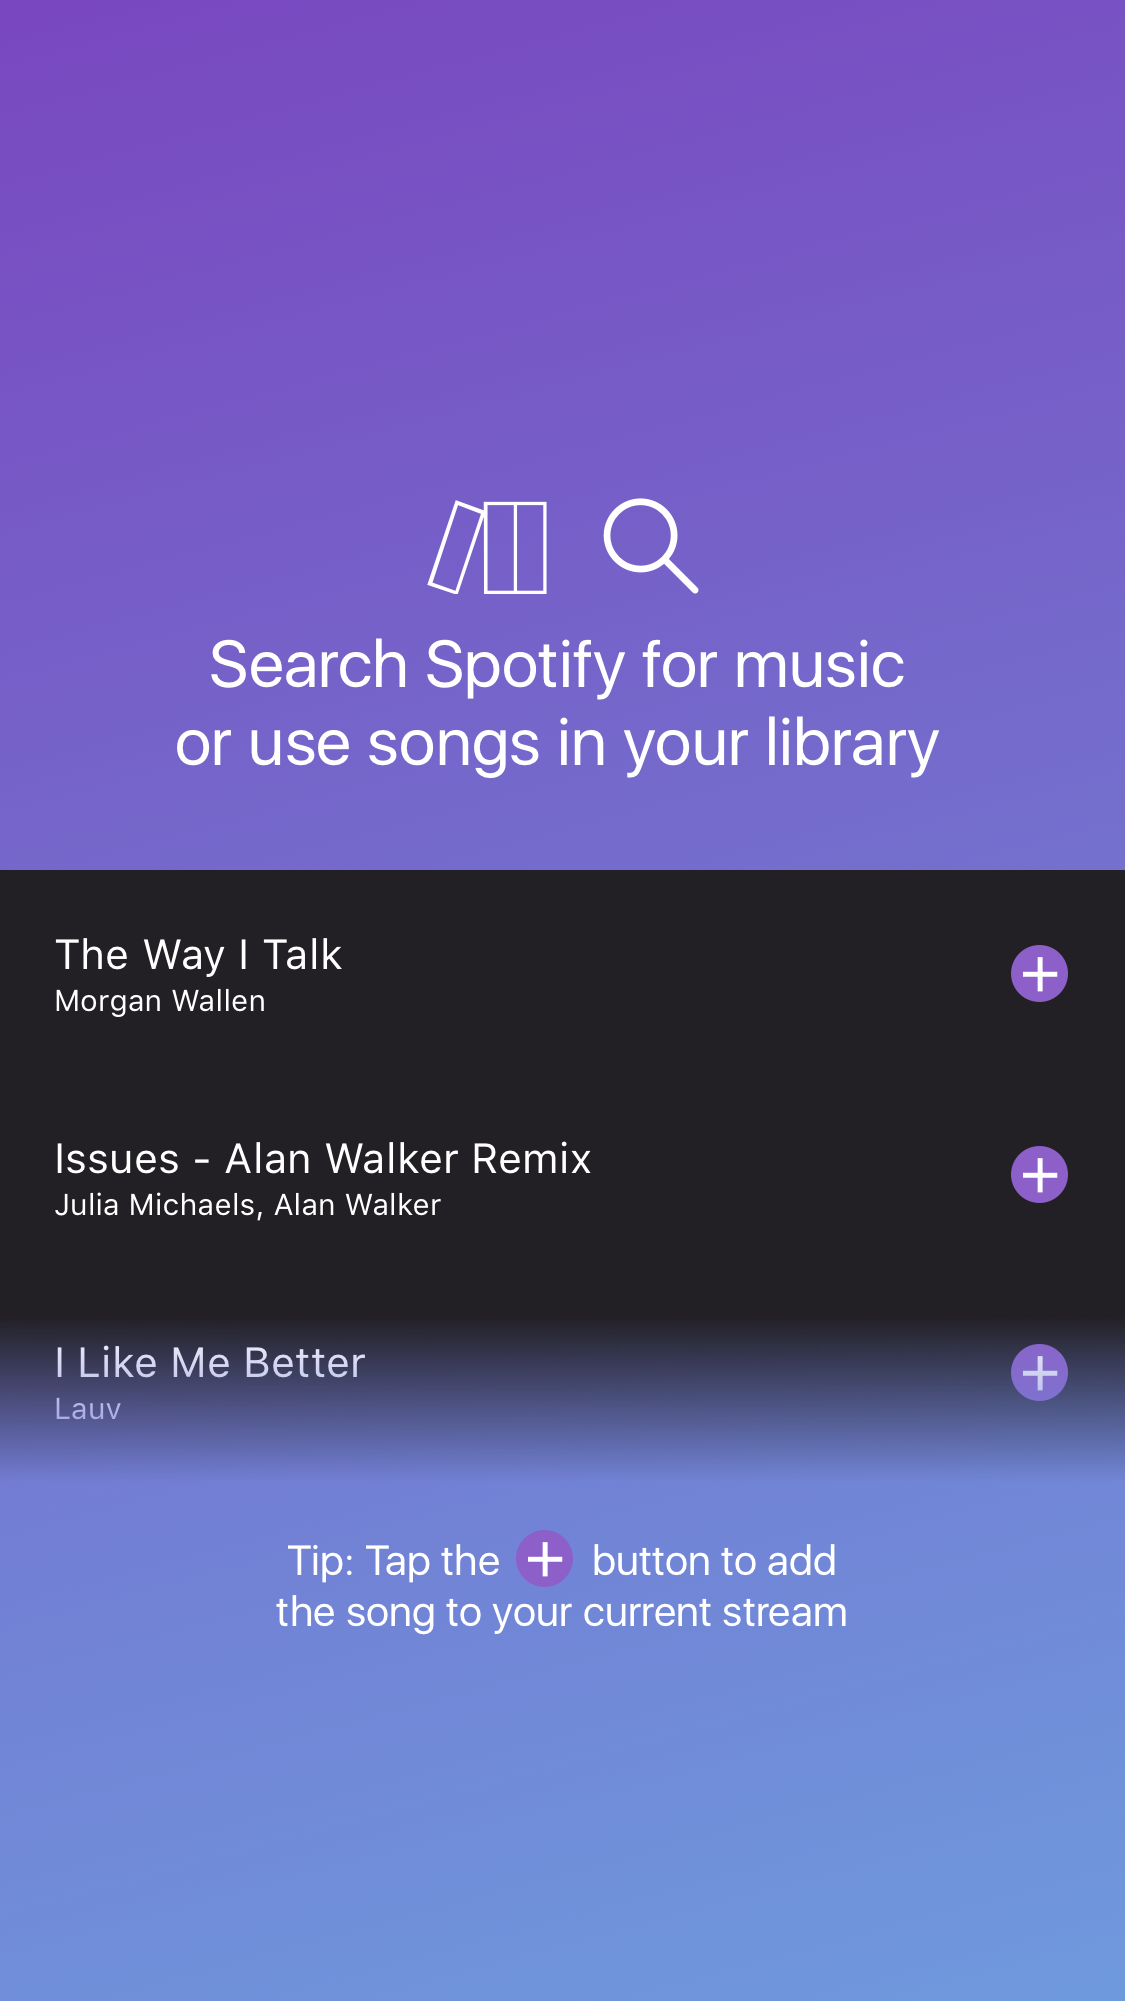 Search Spotify for music
or use songs in your library
The Way I Talk
Morgan Wallen
Issues - Alan Walker Remix
Julia Michaels, Alan Walker
I Like Me Better
Lauv
Tip: Tap the + button to add
the song to your current stream